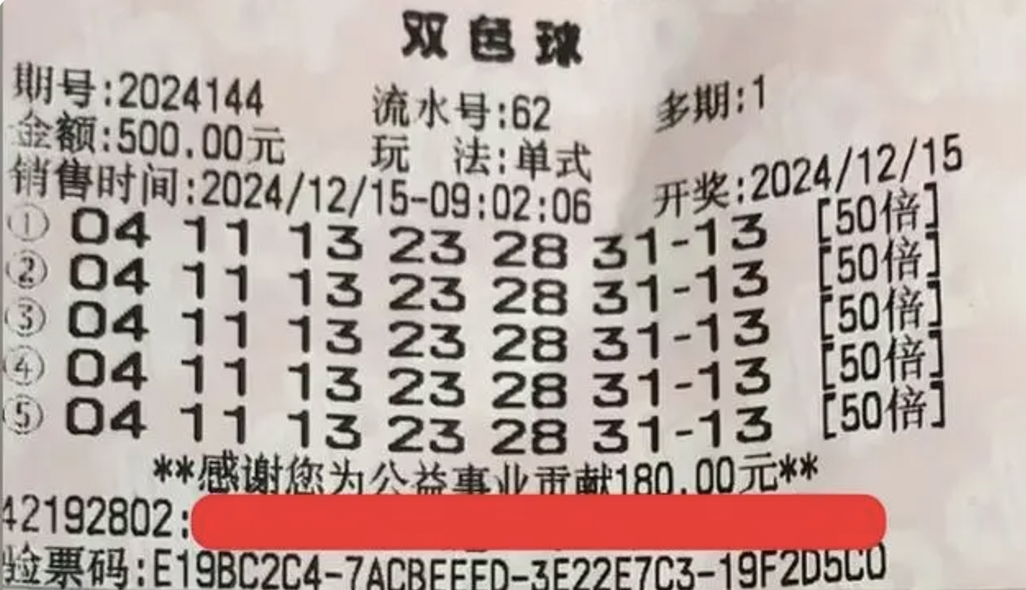 双色球
期号:2024144 流水号:62 多期:1
金额:500.00元 玩 法:单式
销售时间:2024/12/15-09:02:06 开奖:2024/12/15
① 04 11 13 23 28 31-13 [50倍]
② 04 11 13 23 28 31-13 [50倍]
③ 04 11 13 23 28 31-13 [50倍]
④ 04 11 13 23 28 31-13 [50倍]
⑤ 04 11 13 23 28 31-13 [50倍]
**感谢您为公益事业贡献180.00元**
42192802:
验票码:E19BC2C4-7ACBEEED-3E22E7C3-19F2D5C0